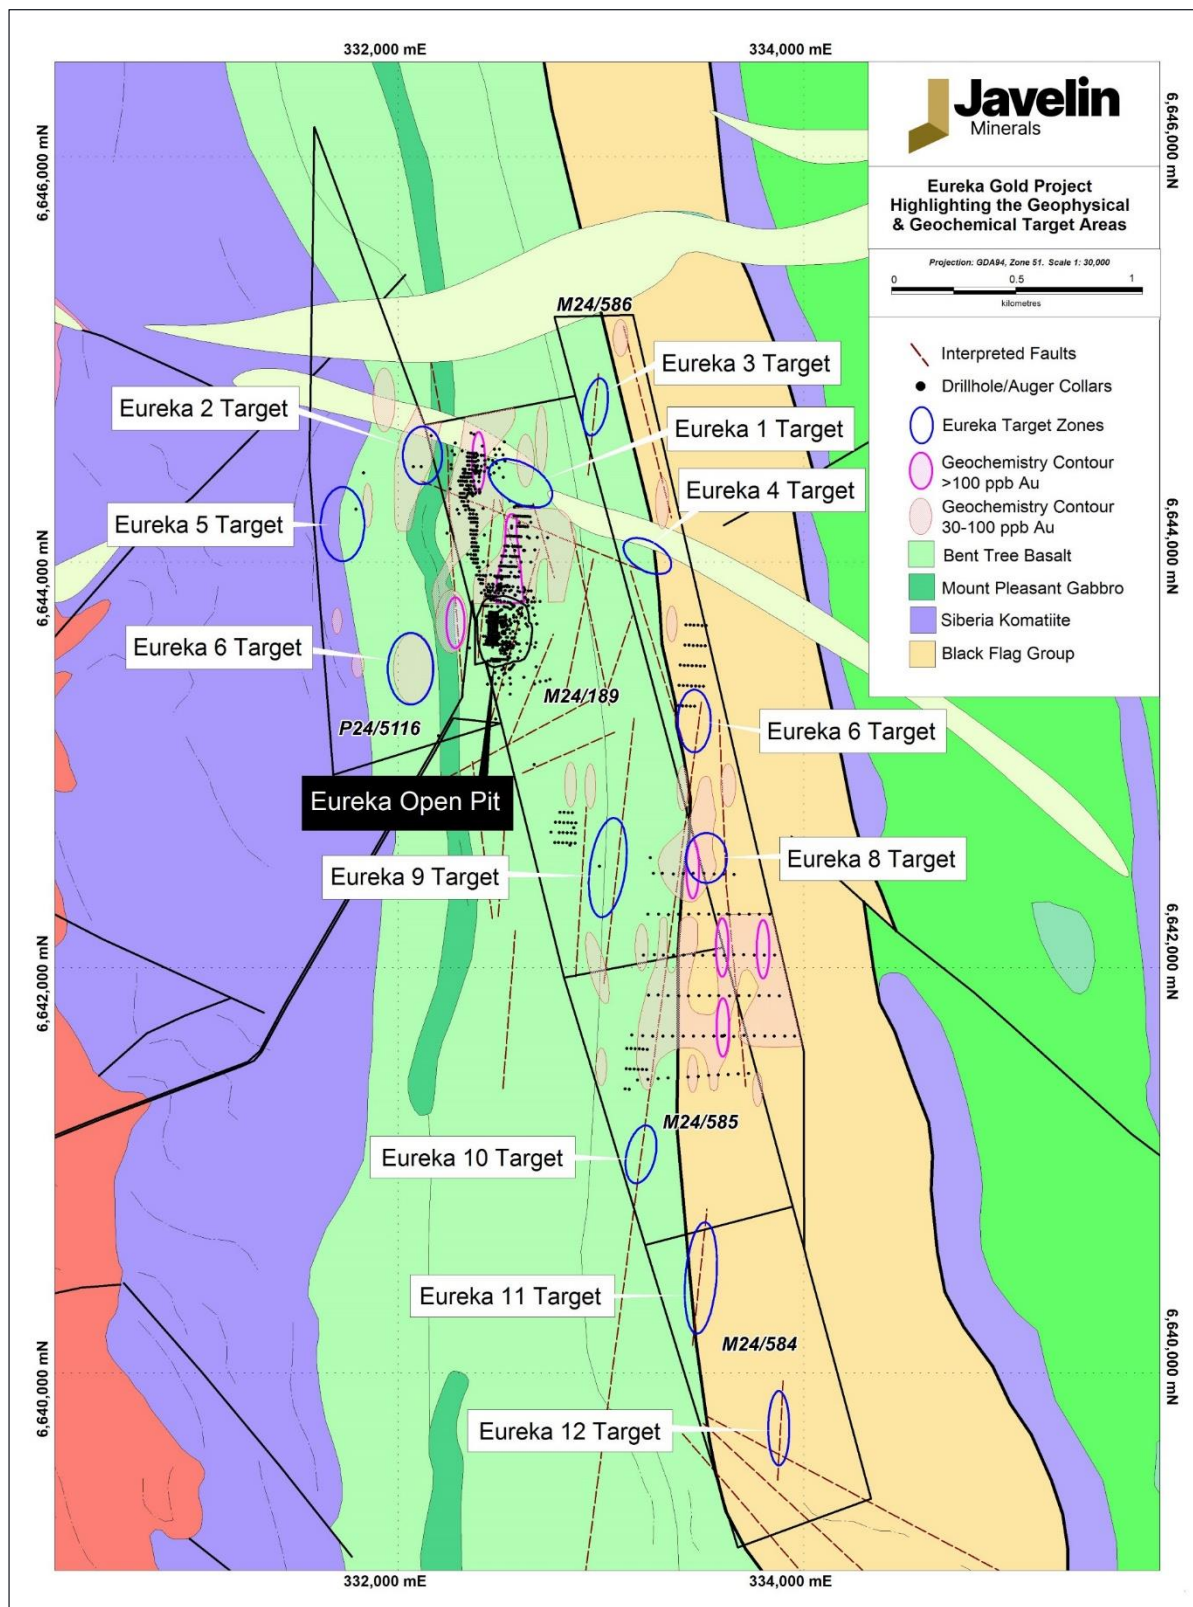 332,000 mE
334,000 mE
6,646,000 mN
6,646,000 mN
Javelin
Minerals
Eureka Gold Project
Highlighting the Geophysical
& Geochemical Target Areas
Projection: GDA94, Zone 51. Scale 1: 30,000
0
0.5
1
kilometres
M24/586
Interpreted Faults
Eureka 3 Target
Drillhole/Auger Collars
Eureka 2 Target
Eureka 1 Target
Eureka Target Zones
Geochemistry Contour
>100 ppb Au
Eureka 4 Target
Geochemistry Contour
30-100 ppb Au
Eureka 5 Target
6,644,000 mN
6,644,000 mN
Bent Tree Basalt
Mount Pleasant Gabbro
Siberia Komatiite
Black Flag Group
Eureka 6 Target
M24/189
P24/5116
Eureka 6 Target
Eureka Open Pit
Eureka 8 Target
Eureka 9 Target
6,642,000 mN
6,642,000 mN
M24/585
Eureka 10 Target
Eureka 11 Target
M24/584
6,640,000 mN
6,640,000 mN
Eureka 12 Target
332,000 mE
334,000 mE